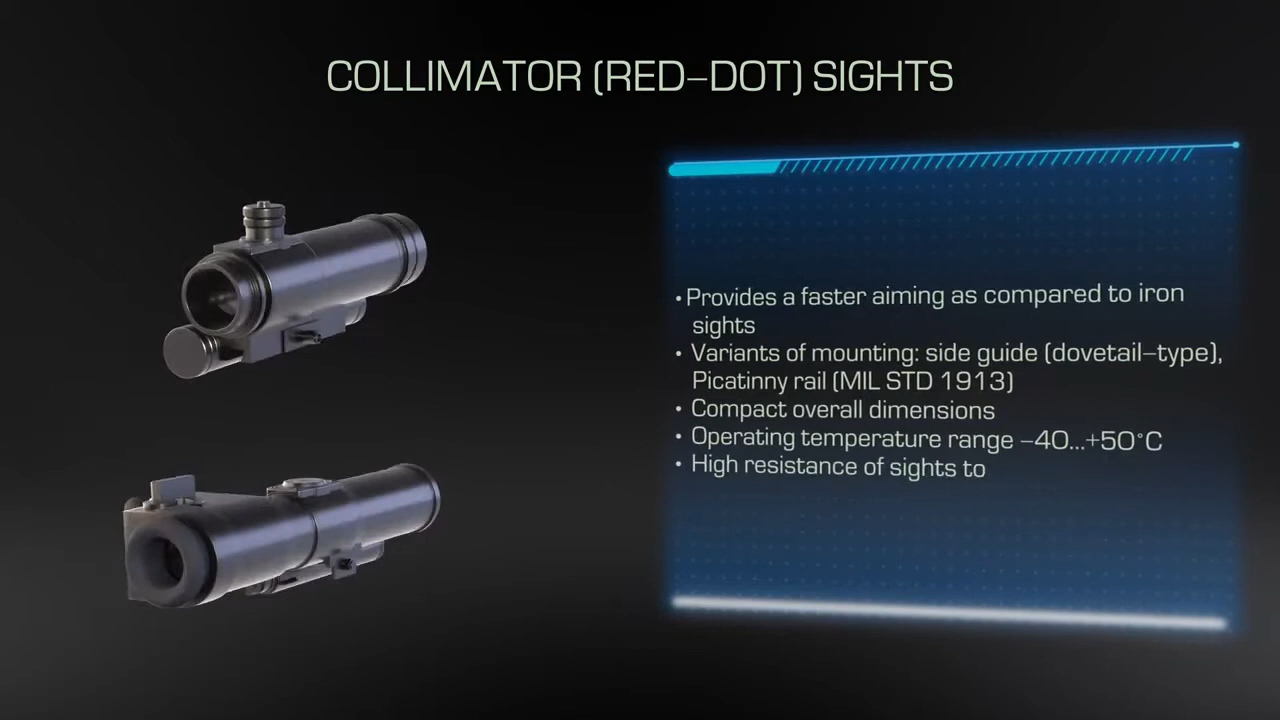 COLLIMATOR (RED-DOT) SIGHTS
• Provides a faster aiming as compared to iron
sights
• Variants of mounting: side guide (dovetail-type),
Picatinny rail (MIL STD 1913)
• Compact overall dimensions
• Operating temperature range -40...+50°C
• High resistance of sights to